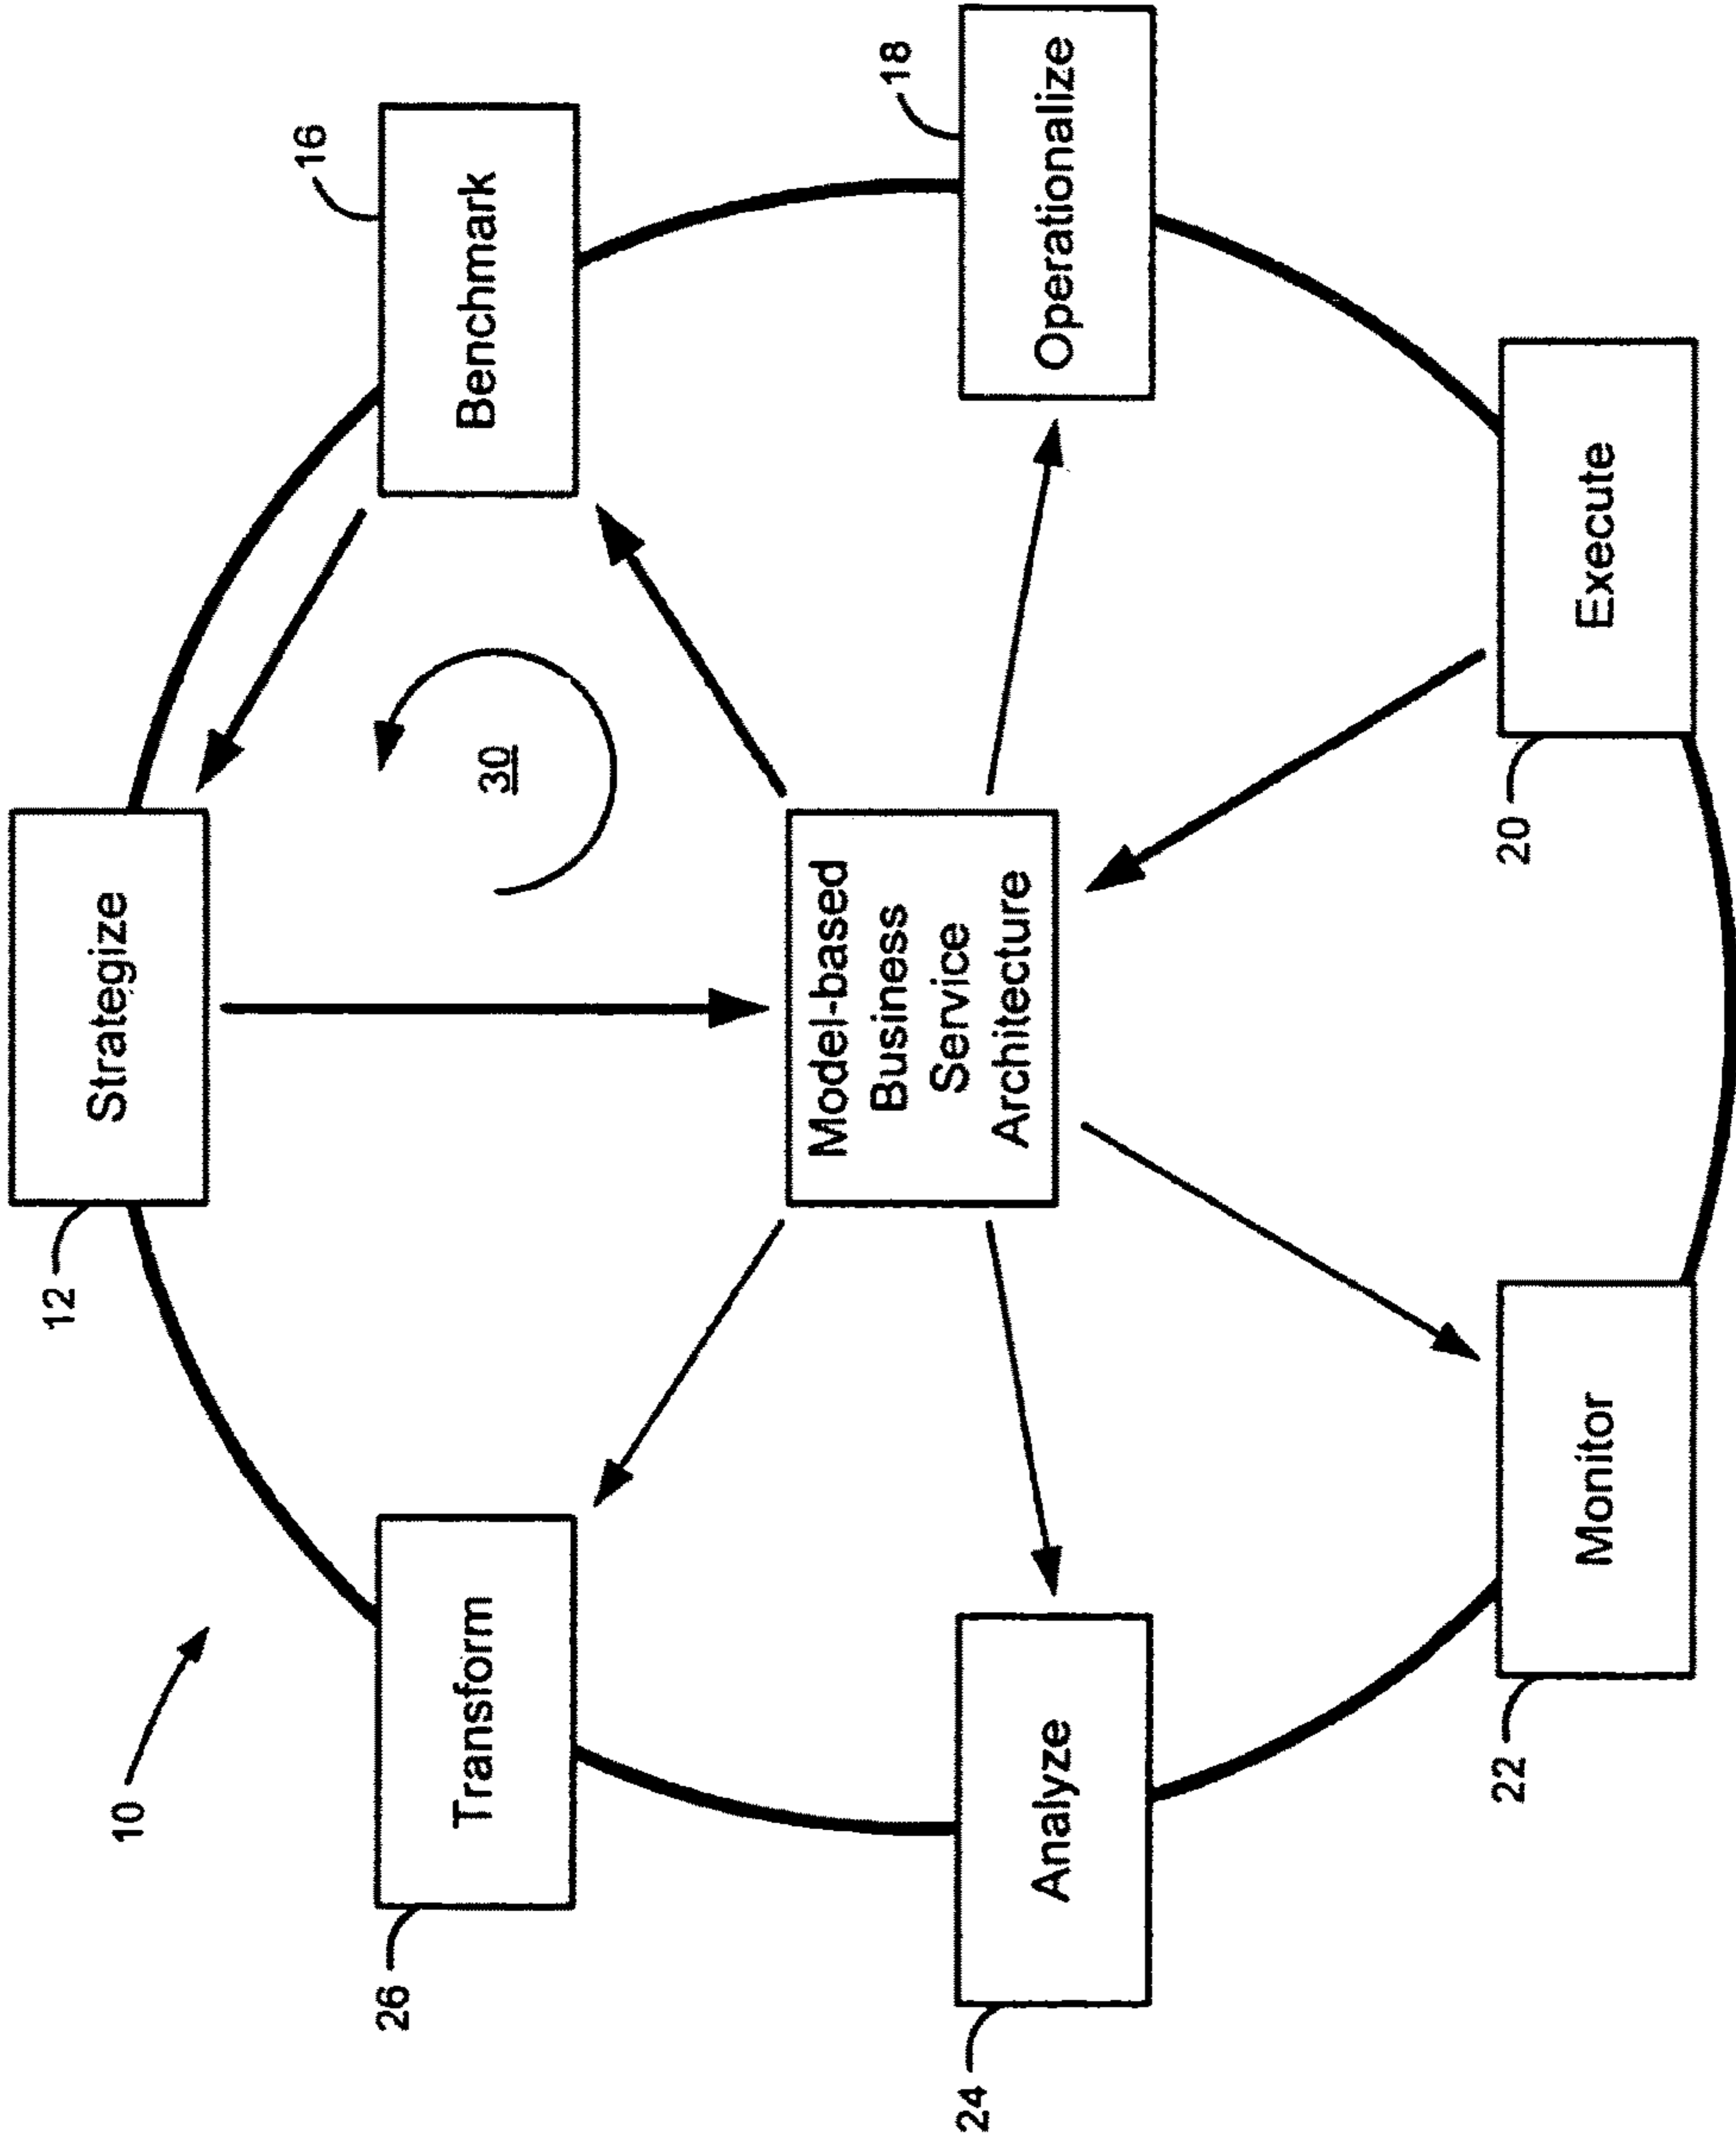 12
Strategize
10
16
26
Transform
Benchmark
30
Model-based
Business
Service
Architecture
18
24
Analyze
Operationalize
22
Monitor
20
Execute